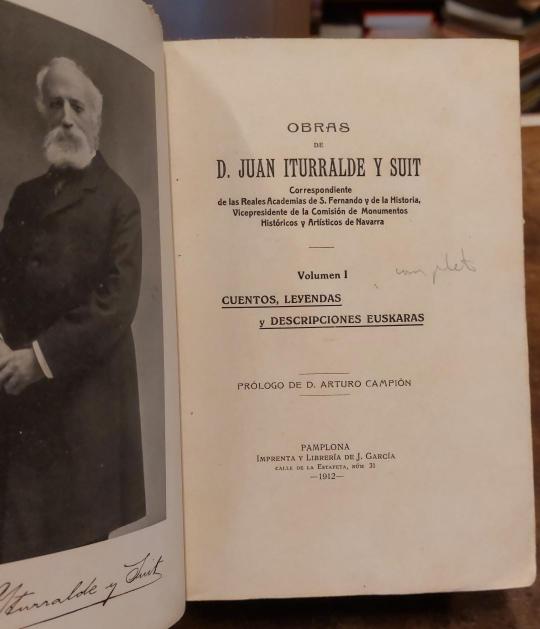 OBRAS
DE
D. JUAN ITURRALDE Y SUIT
Correspondiente
de las Reales Academias de S. Fernando y de la Historia,
Vicepresidente de la Comisión de Monumentos
Históricos y Artísticos de Navarra
Volumen I
completo
CUENTOS, LEYENDAS
y DESCRIPCIONES EUSKARAS
PRÓLOGO DE D. ARTURO CAMPIÓN
PAMPLONA
IMPRENTA Y LIBRERÍA DE J. GARCÍA
CALLE DE LA ESTAFETA, NÚM 31
—1912—
Iturralde y Suit